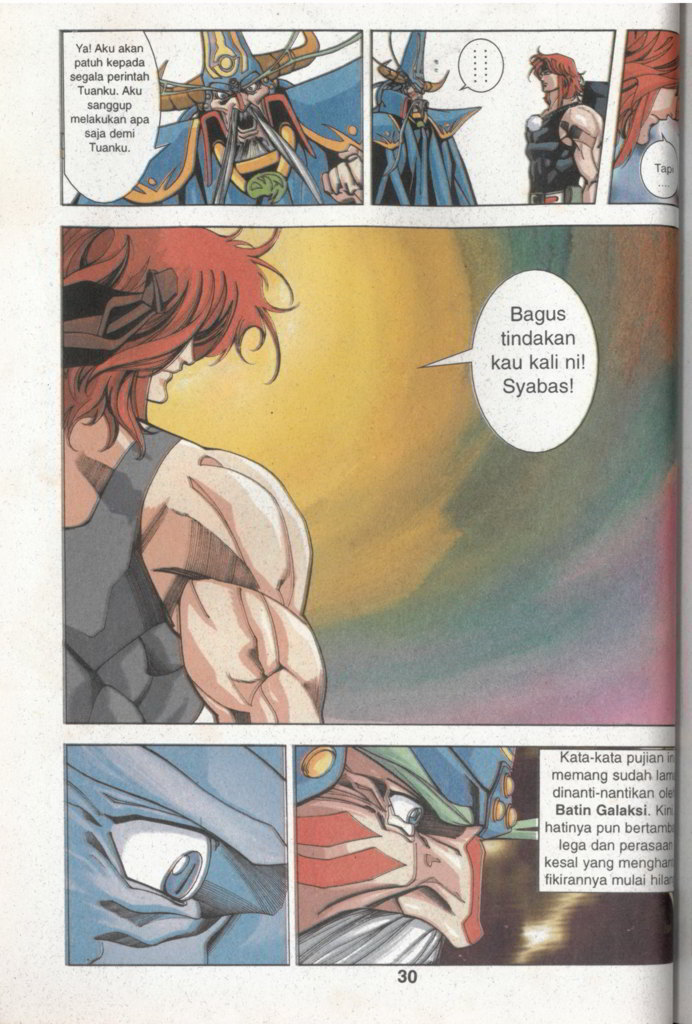 Ya! Aku akan
patuh kepada
segala perintah
Tuanku. Aku
sanggup
melakukan apa
saja demi
Tuanku.
.....
Tapi
....
Bagus
tindakan
kau kali ni!
Syabas!
Kata-kata pujian
memang sudah
dinanti-nantikan
Batin Galaksi. Kini,
hatinya pun
lega dan perasaan
kesal yang
fikirannya mulai
30